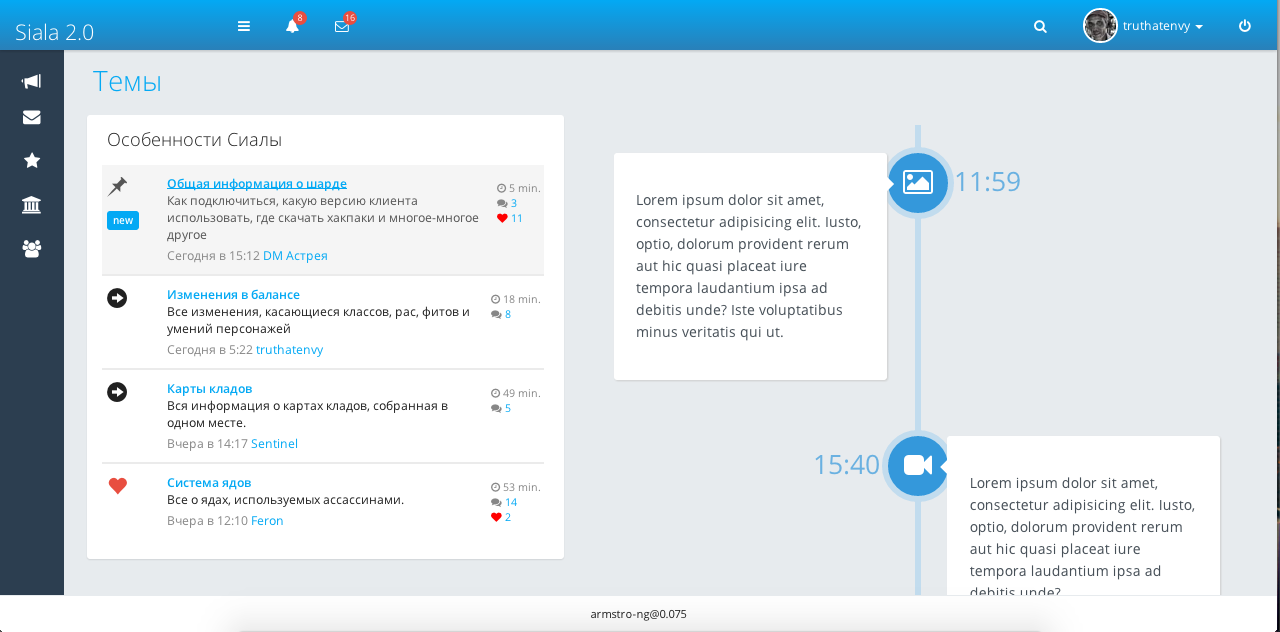 Siala 2.0
8
16
truthatenvy
Темы
Особенности Сиалы
Общая информация о шарде
Как подключиться, какую версию клиента
использовать, где скачать хакпаки и многое-многое
другое
Сегодня в 15:12 DM Астрея
new
5 min.
3
11
Изменения в балансе
Все изменения, касающиеся классов, рас, фитов и
умений персонажей
Сегодня в 5:22 truthatenvy
18 min.
8
Карты кладов
Вся информация о картах кладов, собранная в
одном месте.
Вчера в 14:17 Sentinel
49 min.
5
Система ядов
Все о ядах, используемых ассассинами.
Вчера в 12:10 Feron
53 min.
14
2
11:59
Lorem ipsum dolor sit amet,
consectetur adipisicing elit. Iusto,
optio, dolorum provident rerum
aut hic quasi placeat iure
tempora laudantium ipsa ad
debitis unde? Iste voluptatibus
minus veritatis qui ut.
15:40
Lorem ipsum dolor sit amet,
consectetur adipisicing elit. Iusto,
optio, dolorum provident rerum
aut hic quasi placeat iure
tempora laudantium ipsa ad
debitis unde?
armstro-ng@0.075